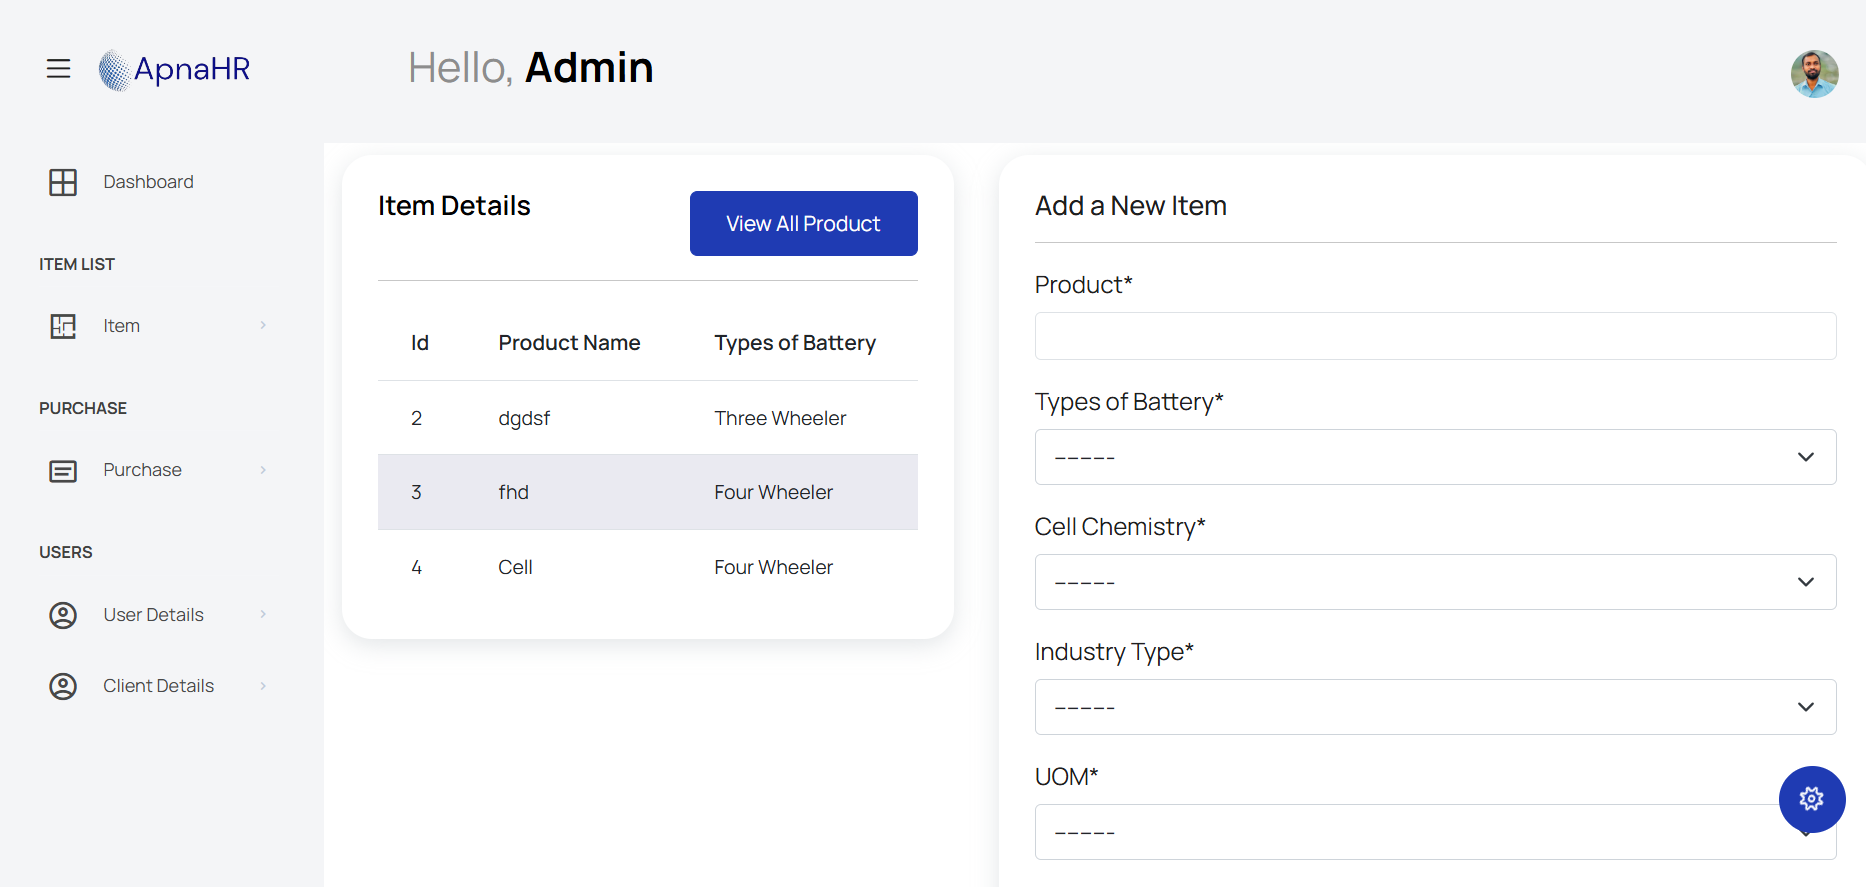 ApnaHR
Hello, Admin
Dashboard
ITEM LIST
Item
PURCHASE
Purchase
USERS
User Details
Client Details
Item Details
View All Product
Id Product Name Types of Battery
2 dgdsf Three Wheeler
3 fhd Four Wheeler
4 Cell Four Wheeler
Add a New Item
Product*
Types of Battery*
---------
Cell Chemistry*
---------
Industry Type*
---------
UOM*
---------